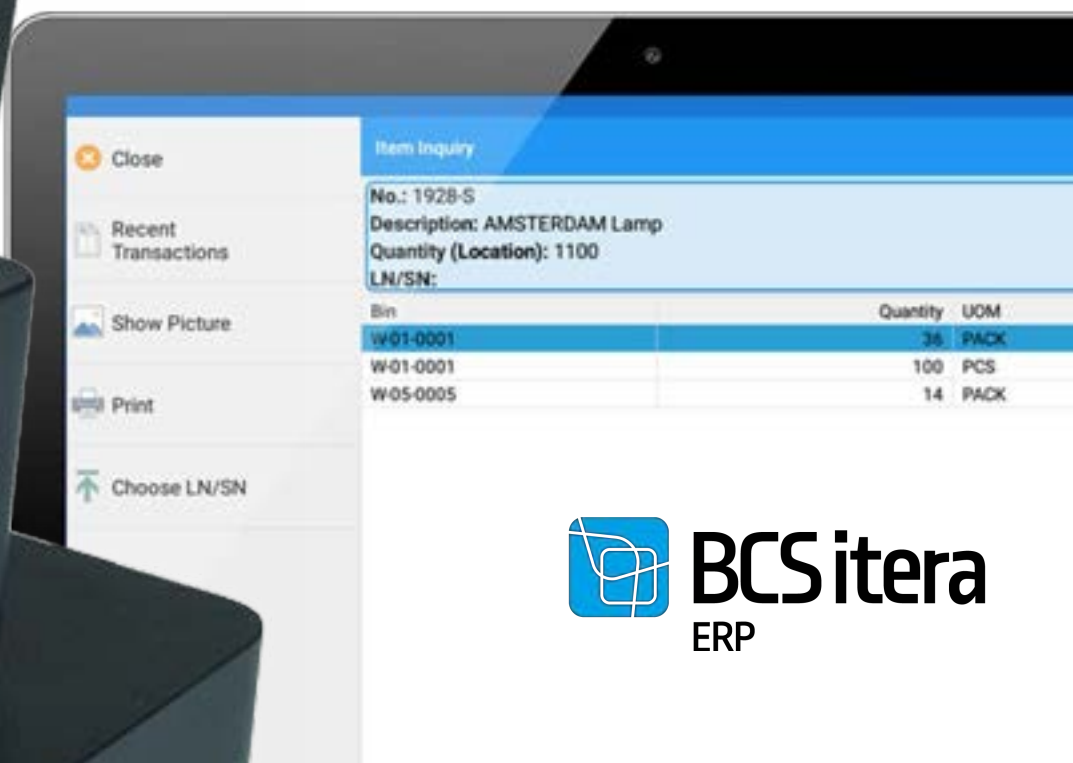 Close
Recent
Transactions
Show Picture
Print
Choose LN/SN
Item Inquiry
No.: 1928-S
Description: AMSTERDAM Lamp
Quantity (Location): 1100
LN/SN:
Bin Quantity UOM
W-01-0001 36 PACK
W-01-0001 100 PCS
W-05-0005 14 PACK
BCS itera
ERP